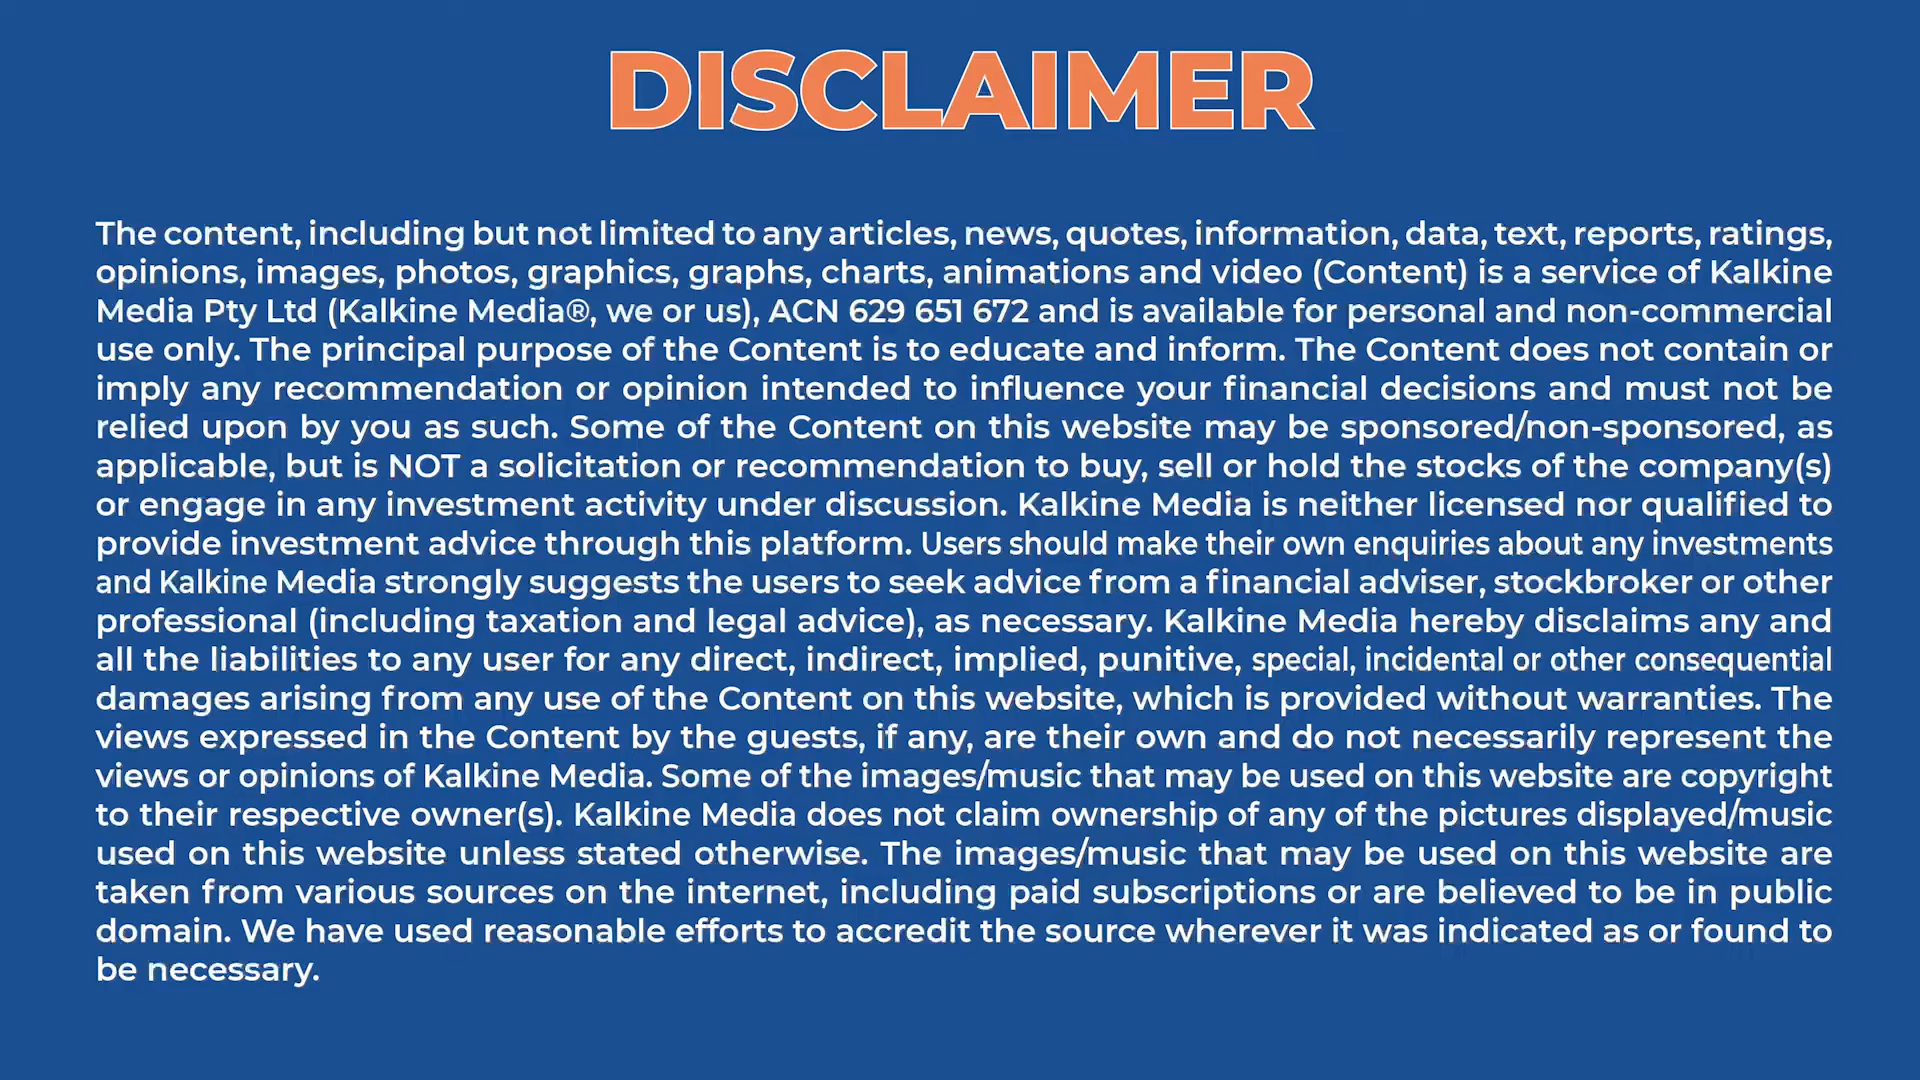 DISCLAIMER
The content, including but not limited to any articles, news, quotes, information, data, text, reports, ratings,
opinions, images, photos, graphics, graphs, charts, animations and video (Content) is a service of Kalkine
Media Pty Ltd (Kalkine Media®, we or us), ACN 629 651 672 and is available for personal and non-commercial
use only. The principal purpose of the Content is to educate and inform. The Content does not contain or
imply any recommendation or opinion intended to influence your financial decisions and must not be
relied upon by you as such. Some of the Content on this website may be sponsored/non-sponsored, as
applicable, but is NOT a solicitation or recommendation to buy, sell or hold the stocks of the company(s)
or engage in any investment activity under discussion. Kalkine Media is neither licensed nor qualified to
provide investment advice through this platform. Users should make their own enquiries about any investments
and Kalkine Media strongly suggests the users to seek advice from a financial adviser, stockbroker or other
professional (including taxation and legal advice), as necessary. Kalkine Media hereby disclaims any and
all the liabilities to any user for any direct, indirect, implied, punitive, special, incidental or other consequential
damages arising from any use of the Content on this website, which is provided without warranties. The
views expressed in the Content by the guests, if any, are their own and do not necessarily represent the
views or opinions of Kalkine Media. Some of the images/music that may be used on this website are copyright
to their respective owner(s). Kalkine Media does not claim ownership of any of the pictures displayed/music
used on this website unless stated otherwise. The images/music that may be used on this website are
taken from various sources on the internet, including paid subscriptions or are believed to be in public
domain. We have used reasonable efforts to accredit the source wherever it was indicated as or found to
be necessary.